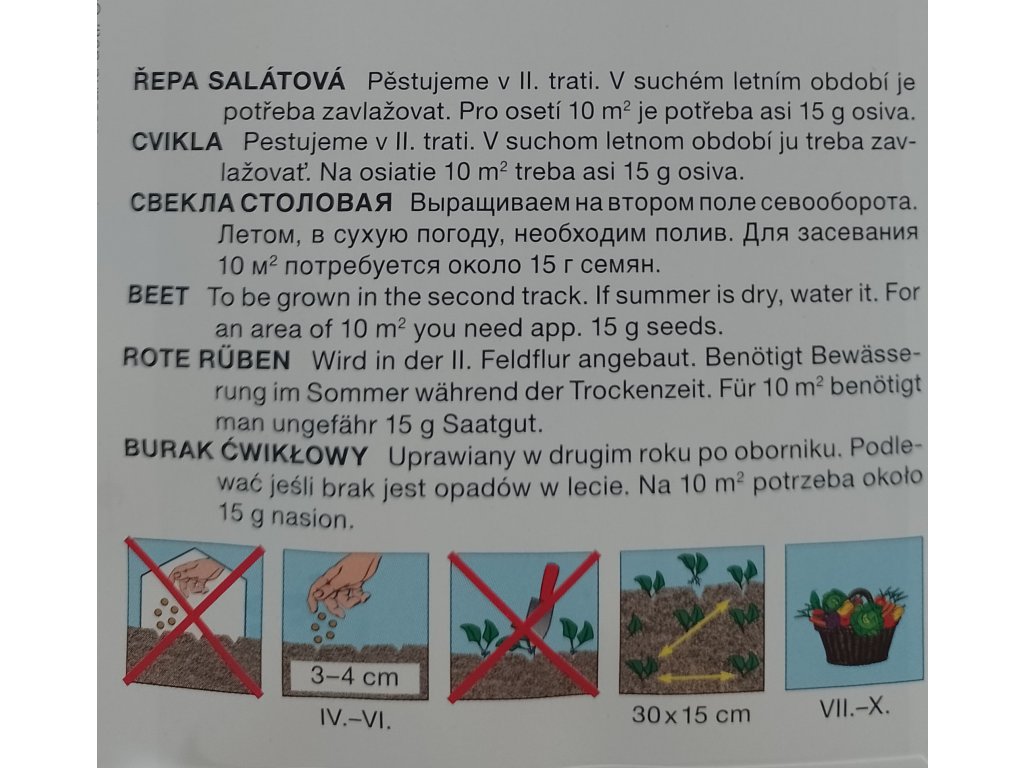 ŘEPA SALÁTOVÁ Pěstujeme v II. trati. V suchém letním období je
potřeba zavlažovat. Pro osetí 10 m² je potřeba asi 15 g osiva.
CVIKLA Pestujeme v II. trati. V suchom letnom období ju treba zav-
lažovať. Na osiatie 10 m² treba asi 15 g osiva.
СВЕКЛА СТОЛОВАЯ Выращиваем на втором поле севооборота.
Летом, в сухую погоду, необходим полив. Для засевания
10 м² потребуется около 15 г семян.
BEET To be grown in the second track. If summer is dry, water it. For
an area of 10 m² you need app. 15 g seeds.
ROTE RÜBEN Wird in der II. Feldflur angebaut. Benötigt Bewässe-
rung im Sommer während der Trockenzeit. Für 10 m² benötigt
man ungefähr 15 g Saatgut.
BURAK ĆWIKŁOWY Uprawiany w drugim roku po oborniku. Podle-
wać jeśli brak jest opadów w lecie. Na 10 m² potrzeba około
15 g nasion.
3–4 cm
IV.–VI.
30 x 15 cm
VII.–X.